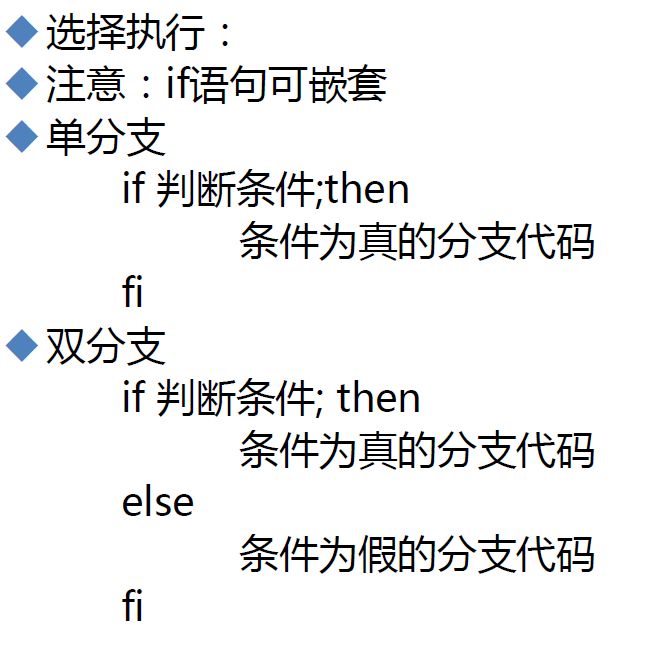 ◆选择执行：
◆注意：if语句可嵌套
◆单分支
if 判断条件;then
条件为真的分支代码
fi
◆双分支
if 判断条件; then
条件为真的分支代码
else
条件为假的分支代码
fi